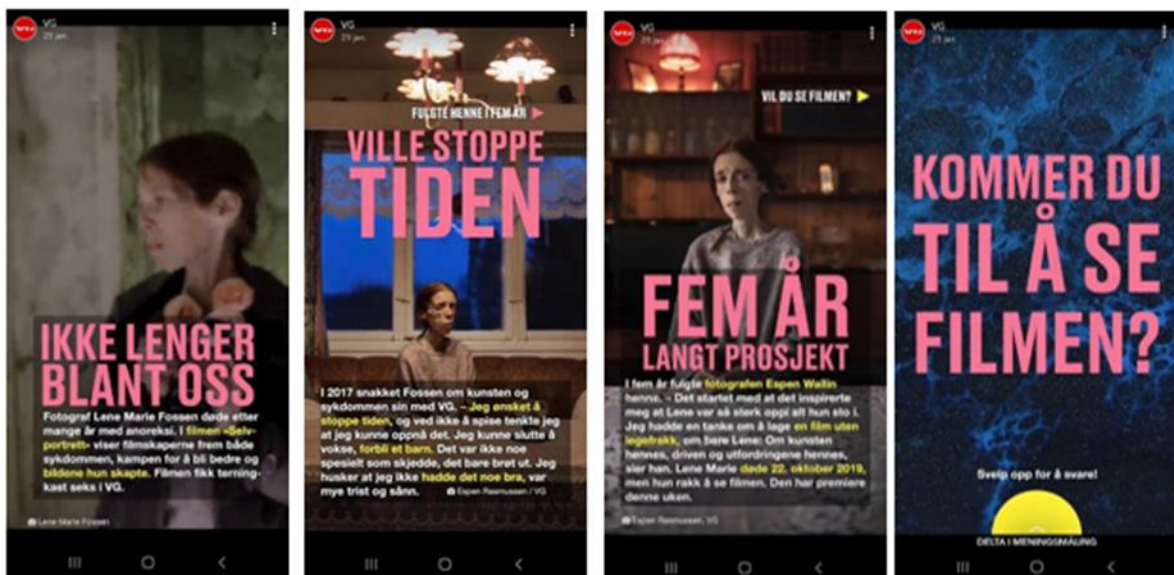 VG
25 jan.
IKKE LENGER
BLANT OSS
Fotograf Lene Marie Fossen døde etter
mange år med anoreksi. I filmen «Selv-
portrett» viser filmskaperne frem både
sykdommen, kampen for å bli bedre og
bildene hun skapte. Filmen fikk terning-
kast seks i VG.
Lene Marie Fossen
VG
25 jan.
FULGTE HENNE I FEM ÅR
VILLE STOPPE
TIDEN
I 2017 snakket Fossen om kunsten og
sykdommen sin med VG. – Jeg ønsket å
stoppe tiden, og ved ikke å spise tenkte jeg
at jeg kunne oppnå det. Jeg kunne slutte å
vokse, forbli et barn. Det var ikke noe
spesielt som skjedde, det bare brøt ut. Jeg
husker at jeg ikke hadde det noe bra, var
mye trist og sånn.
Espen Rasmussen / VG
VG
25 jan.
VIL DU SE FILMEN?
FEM ÅR
LANGT PROSJEKT
I fem år fulgte fotografen Espen Wallin
henne. – Det startet med at det inspirerte
meg at Lene var så sterk oppi alt hun sto i.
Jeg hadde en tanke om å lage en film uten
legefrakk, om bare Lene: Om kunsten
hennes, driven og utfordringene hennes,
sier han. Lene Marie døde 22. oktober 2019,
men hun rakk å se filmen. Den har premiere
denne uken.
Espen Rasmussen, VG
VG
25 jan.
KOMMER DU
TIL Å SE
FILMEN?
Sveip opp for å svare!
DELTA I MENINGSMÅLING